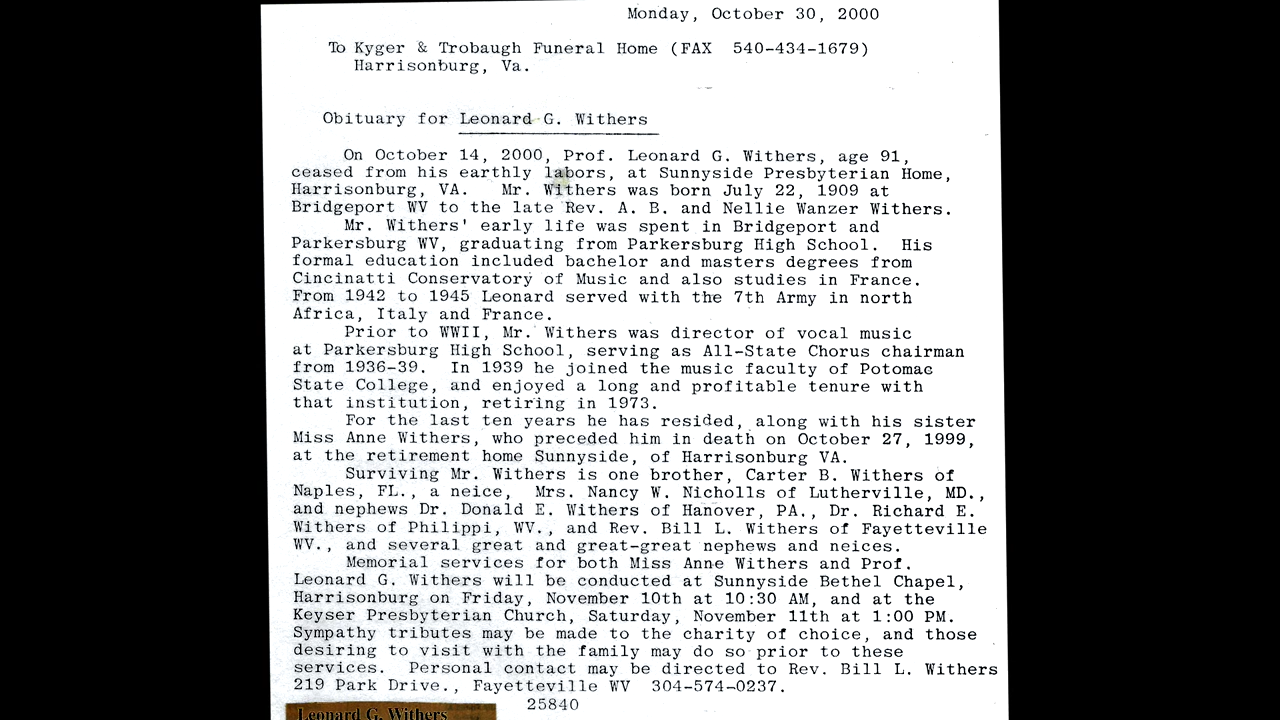 Monday, October 30, 2000
To Kyger & Trobaugh Funeral Home (FAX 540-434-1679)
Harrisonburg, Va.
Obituary for Leonard G. Withers
On October 14, 2000, Prof. Leonard G. Withers, age 91,
ceased from his earthly labors, at Sunnyside Presbyterian Home,
Harrisonburg, VA. Mr. Withers was born July 22, 1909 at
Bridgeport WV to the late Rev. A. B. and Nellie Wanzer Withers.
Mr. Withers' early life was spent in Bridgeport and
Parkersburg WV, graduating from Parkersburg High School. His
formal education included bachelor and masters degrees from
Cincinatti Conservatory of Music and also studies in France.
From 1942 to 1945 Leonard served with the 7th Army in north
Africa, Italy and France.
Prior to WWII, Mr. Withers was director of vocal music
at Parkersburg High School, serving as All-State Chorus chairman
from 1936-39. In 1939 he joined the music faculty of Potomac
State College, and enjoyed a long and profitable tenure with
that institution, retiring in 1973.
For the last ten years he has resided, along with his sister
Miss Anne Withers, who preceded him in death on October 27, 1999,
at the retirement home Sunnyside, of Harrisonburg VA.
Surviving Mr. Withers is one brother, Carter B. Withers of
Naples, FL., a neice, Mrs. Nancy W. Nicholls of Lutherville, MD.,
and nephews Dr. Donald E. Withers of Hanover, PA., Dr. Richard E.
Withers of Philippi, WV., and Rev. Bill L. Withers of Fayetteville
WV., and several great and great-great nephews and neices.
Memorial services for both Miss Anne Withers and Prof.
Leonard G. Withers will be conducted at Sunnyside Bethel Chapel,
Harrisonburg on Friday, November 10th at 10:30 AM, and at the
Keyser Presbyterian Church, Saturday, November 11th at 1:00 PM.
Sympathy tributes may be made to the charity of choice, and those
desiring to visit with the family may do so prior to these
services. Personal contact may be directed to Rev. Bill L. Withers
219 Park Drive., Fayetteville WV 304-574-0237.
25840
Leonard G. Withers